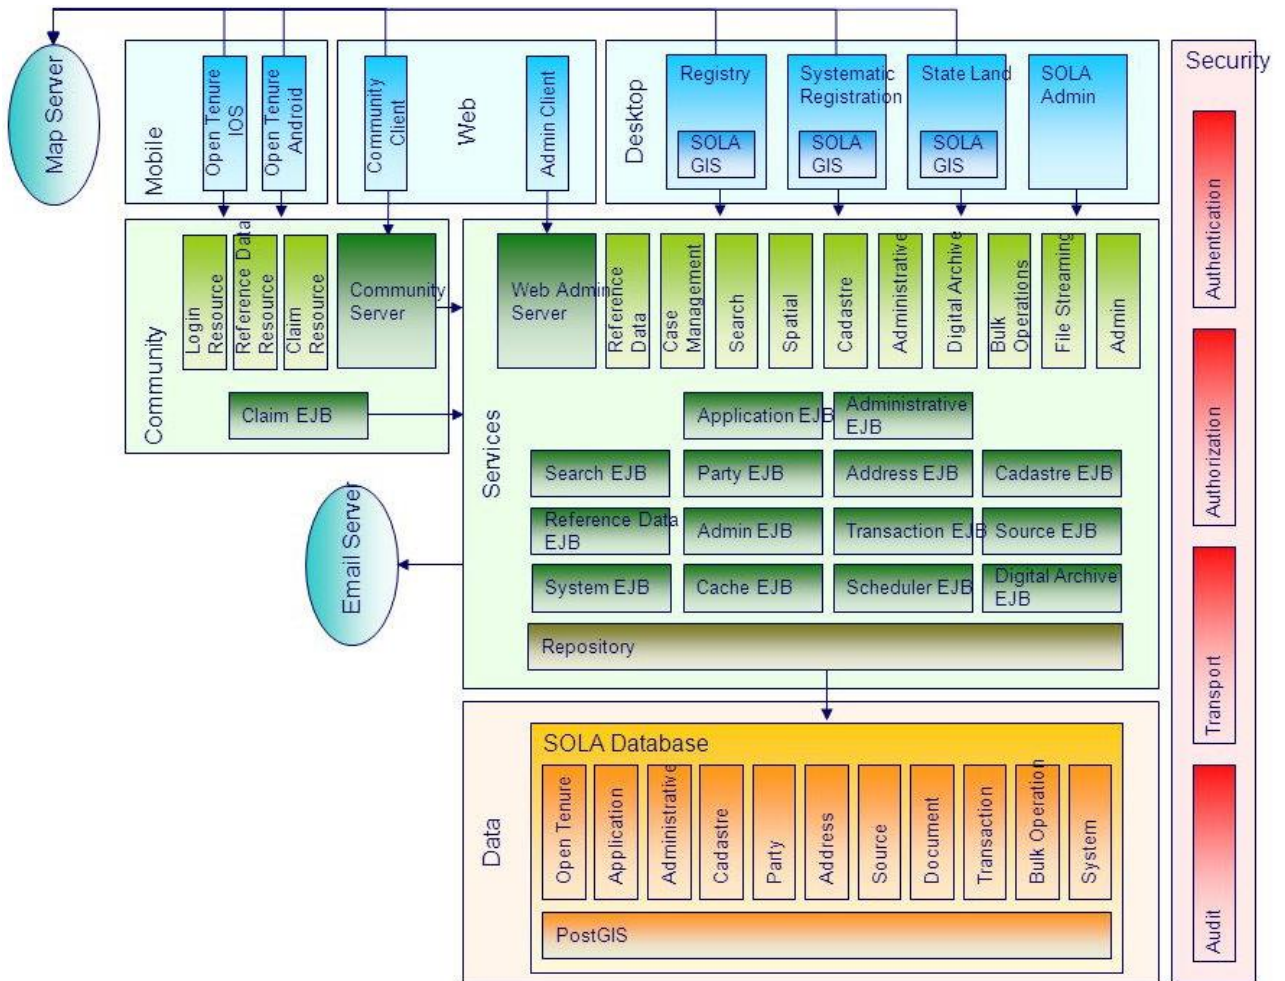 Map Server
Mobile
Open Tenure
IOS
Open Tenure
Android
Community
Client
Web
Admin Client
Desktop
Registry
SOLA
GIS
Systematic
Registration
SOLA
GIS
State Land
SOLA
GIS
SOLA
Admin
Security
Authentication
Authorization
Transport
Audit
Community
Login
Resource
Reference Data
Resource
Claim
Resource
Community
Server
Claim EJB
Services
Web Admin
Server
Reference
Data
Case
Management
Search
Spatial
Cadastre
Administrative
Digital Archive
Bulk
Operations
File Streaming
Admin
Application EJB
Administrative
EJB
Search EJB
Party EJB
Address EJB
Cadastre EJB
Reference Data
EJB
Admin EJB
Transaction EJB
Source EJB
System EJB
Cache EJB
Scheduler EJB
Digital Archive
EJB
Repository
Email Server
Data
SOLA Database
Open Tenure
Application
Administrative
Cadastre
Party
Address
Source
Document
Transaction
Bulk Operation
System
PostGIS